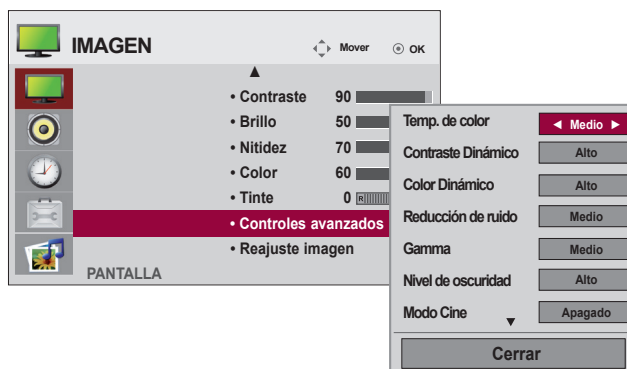 IMAGEN
Mover
OK
• Contraste 90
• Brillo 50
• Nitidez 70
• Color 60
• Tinte 0 R
• Controles avanzados
• Reajuste imagen
PANTALLA
Temp. de color ◄ Medio ►
Contraste Dinámico Alto
Color Dinámico Alto
Reducción de ruido Medio
Gamma Medio
Nivel de oscuridad Alto
Modo Cine Apagado
Cerrar